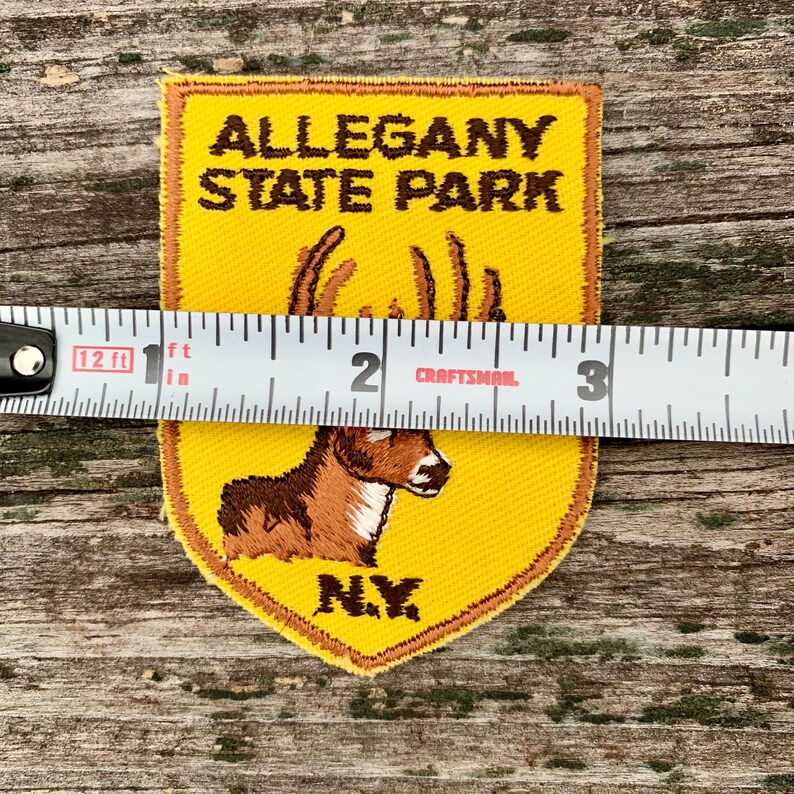 ALLEGANY
STATE PARK
12 ft 1 ft 2 CRAFTSMAN. 3
in
N.Y.